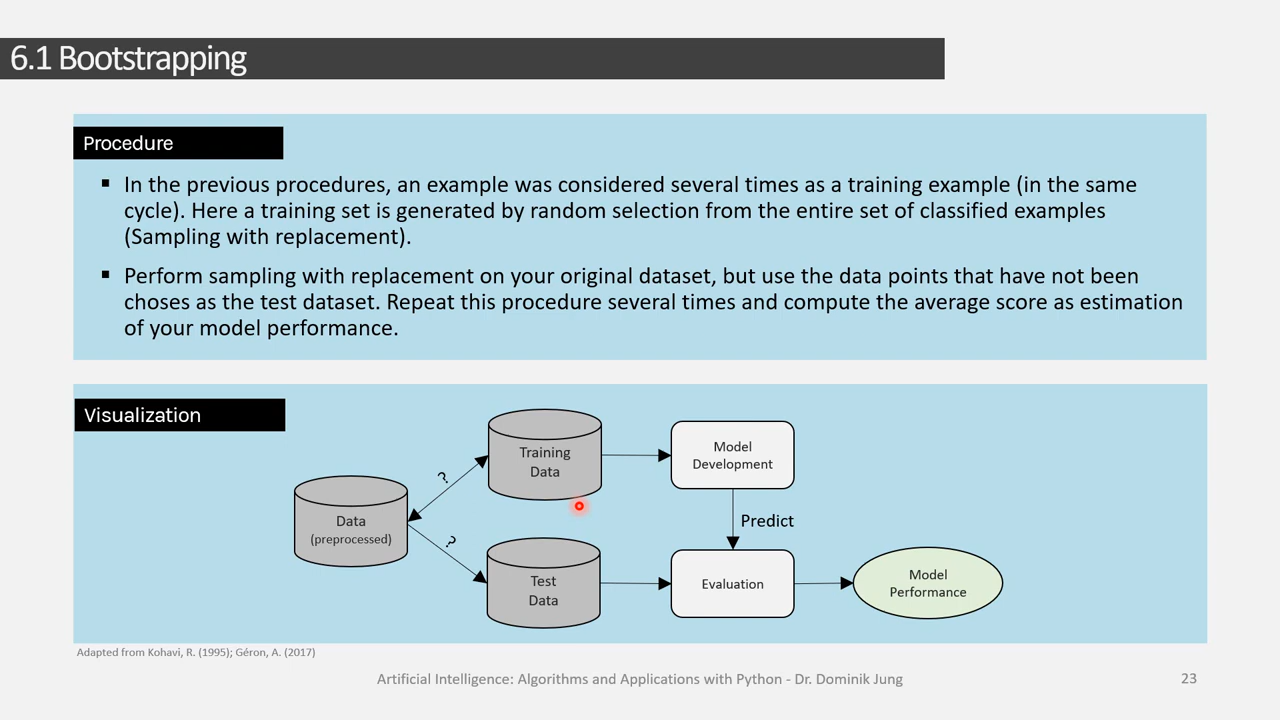 6.1 Bootstrapping
Procedure
▪ In the previous procedures, an example was considered several times as a training example (in the same
cycle). Here a training set is generated by random selection from the entire set of classified examples
(Sampling with replacement).
▪ Perform sampling with replacement on your original dataset, but use the data points that have not been
choses as the test dataset. Repeat this procedure several times and compute the average score as estimation
of your model performance.
Visualization
Data
(preprocessed)
?
?
Training
Data
Test
Data
Model
Development
Predict
Evaluation
Model
Performance
Adapted from Kohavi, R. (1995); Géron, A. (2017)
Artificial Intelligence: Algorithms and Applications with Python - Dr. Dominik Jung
23